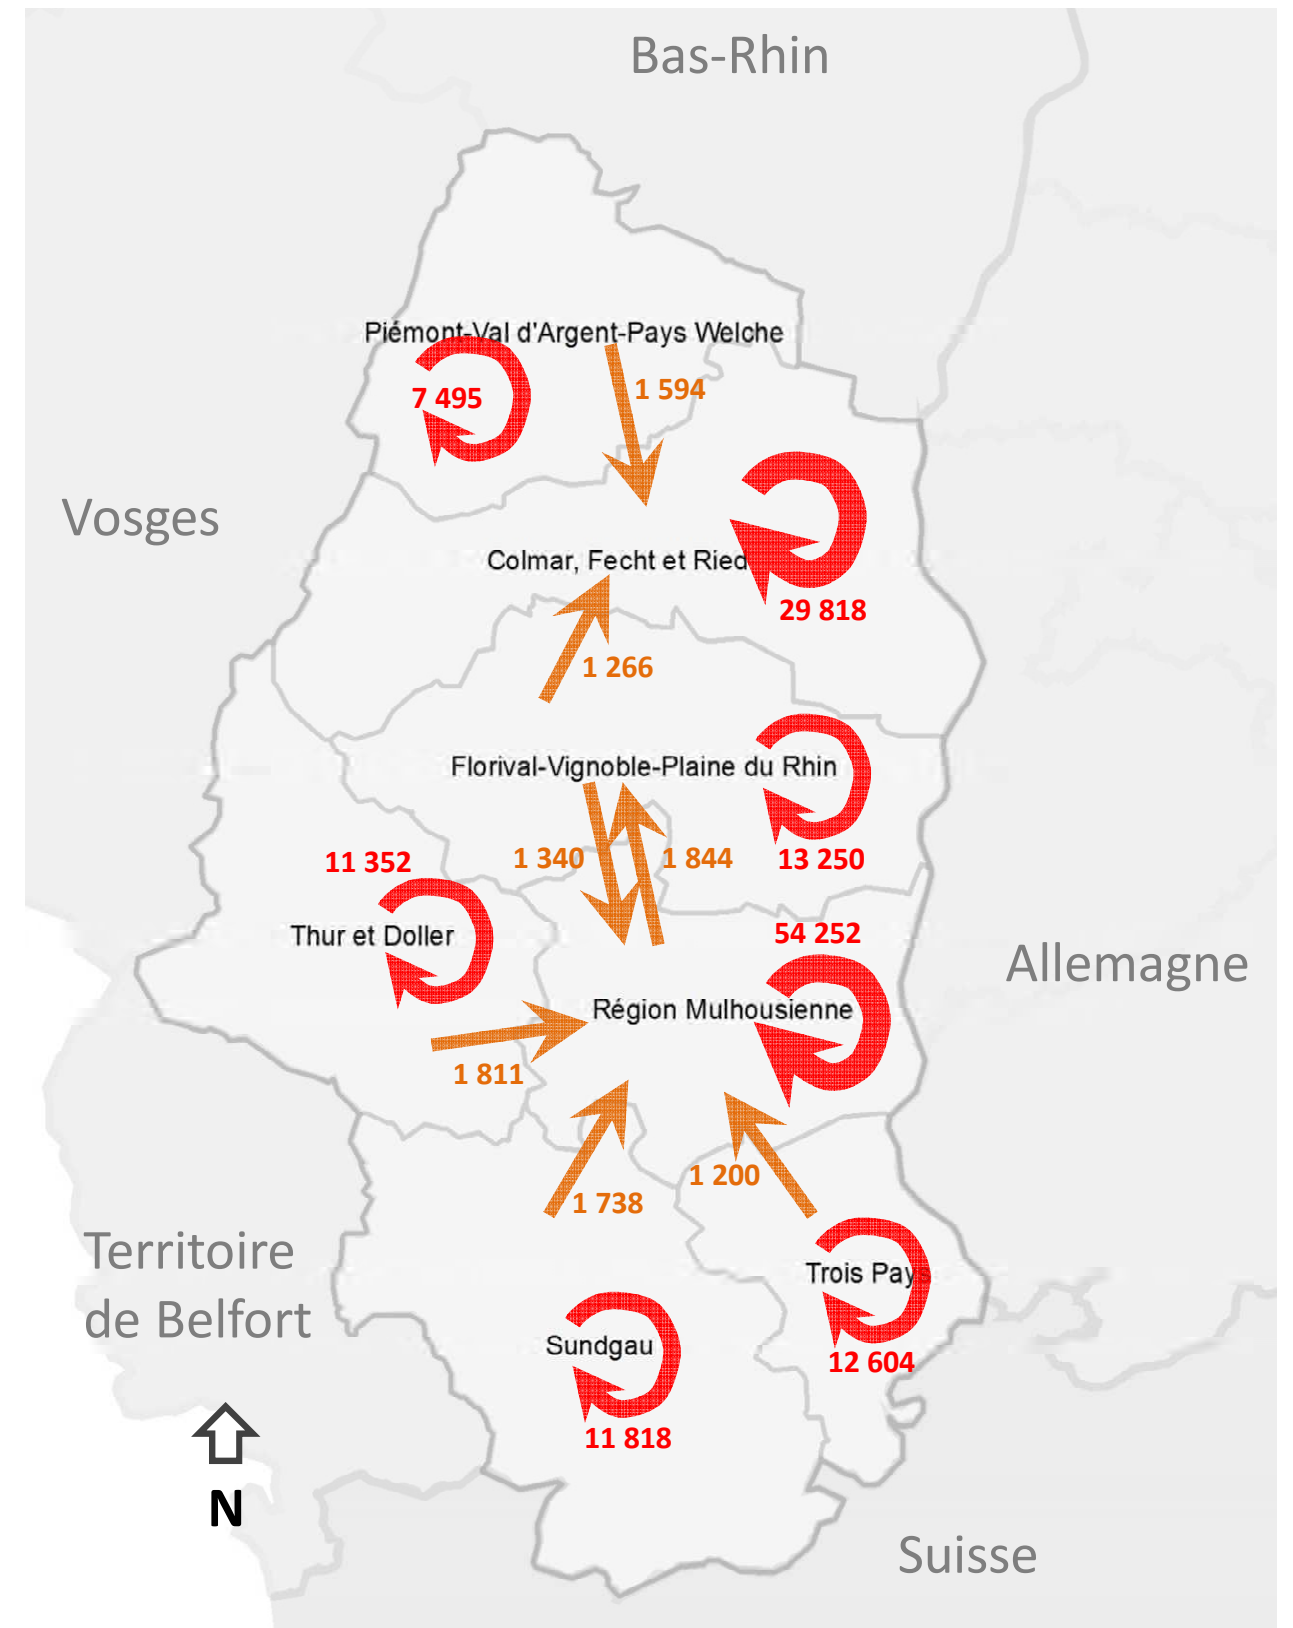 Bas-Rhin
Piémont-Val d'Argent-Pays Welche
7 495
1 594
Vosges
Colmar, Fecht et Ried
29 818
1 266
Florival-Vignoble-Plaine du Rhin
11 352
1 340
1 844
13 250
Thur et Doller
54 252
Allemagne
Région Mulhousienne
1 811
1 200
1 738
Territoire
de Belfort
Trois Pays
Sundgau
12 604
11 818
N
Suisse